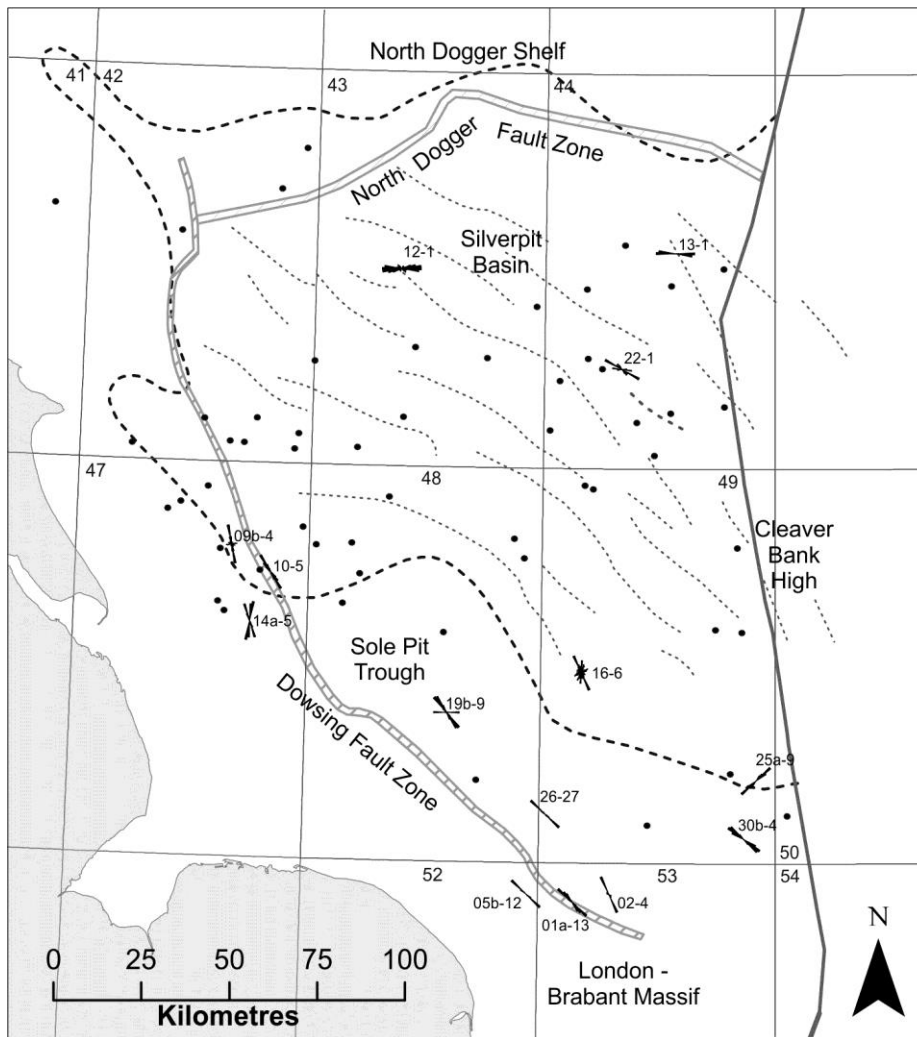 North Dogger Shelf
41
42
43
44
North Dogger
Fault Zone
Silverpit
Basin
12-1
13-1
22-1
47
48
49
Cleaver
Bank
High
09b-4
10-5
14a-5
Sole Pit
Trough
16-6
19b-9
Dowsing Fault Zone
25a-9
26-27
30b-4
50
52
53
54
05b-12
01a-13
02-4
N
London -
Brabant Massif
0 25 50 75 100
Kilometres